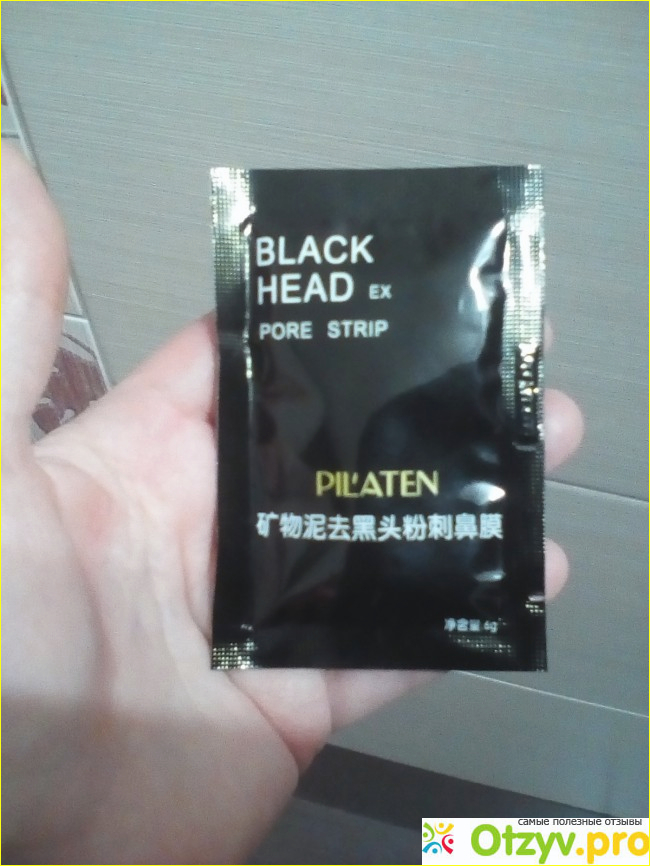 BLACK
HEAD EX
PORE STRIP
PIL'ATEN
矿物泥去黑头粉刺鼻膜
净含量 6g
самые полезные отзывы
Otzyv.pro